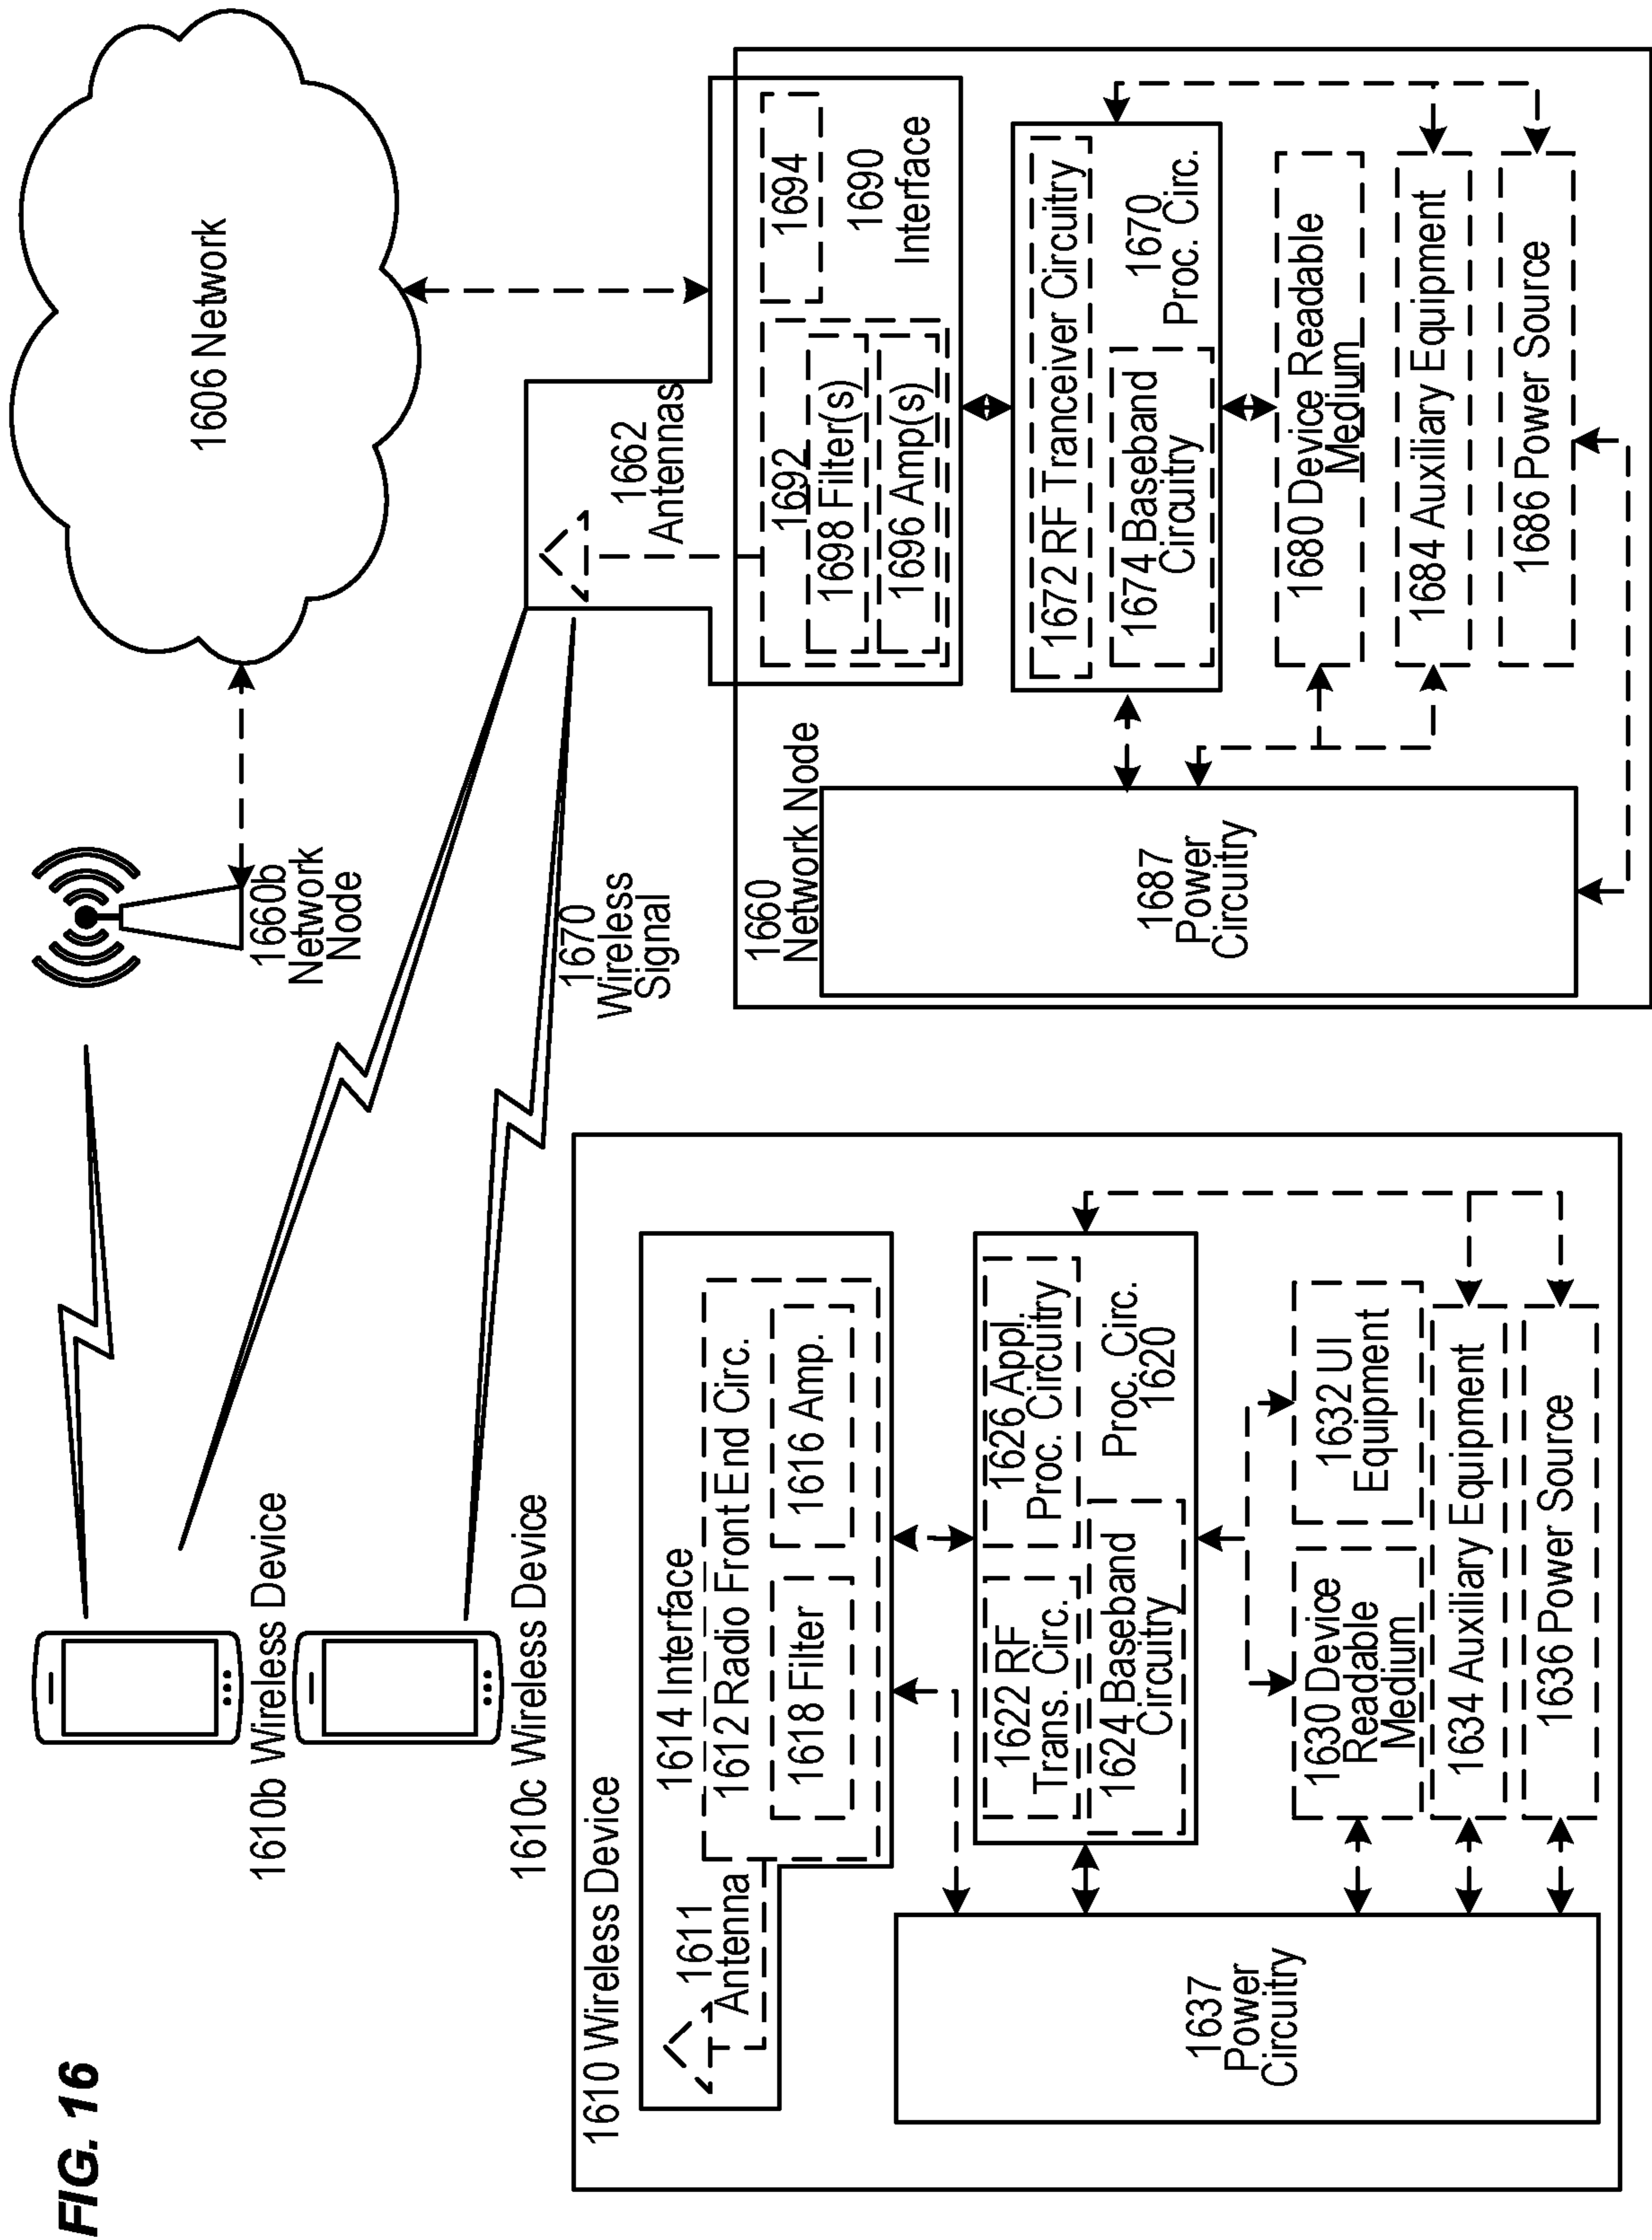 FIG. 16
1610b Wireless Device
1610c Wireless Device
1660b
Network
Node
1606 Network
1670
Wireless
Signal
1662
Antennas
1610 Wireless Device
1611
Antenna
1614 Interface
1612 Radio Front End Circ.
1618 Filter
1616 Amp.
1622 RF
Trans. Circ.
1626 Appl.
Proc. Circuitry
1624 Baseband
Circuitry
Proc. Circ.
1620
1637
Power
Circuitry
1630 Device
Readable
Medium
1632 UI
Equipment
1634 Auxiliary Equipment
1636 Power Source
1660
Network Node
1692
1698 Filter(s)
1696 Amp(s)
1694
1690
Interface
1672 RF Tranceiver Circuitry
1674 Baseband
Circuitry
1670
Proc. Circ.
1687
Power
Circuitry
1680 Device Readable
Medium
1684 Auxiliary Equipment
1686 Power Source